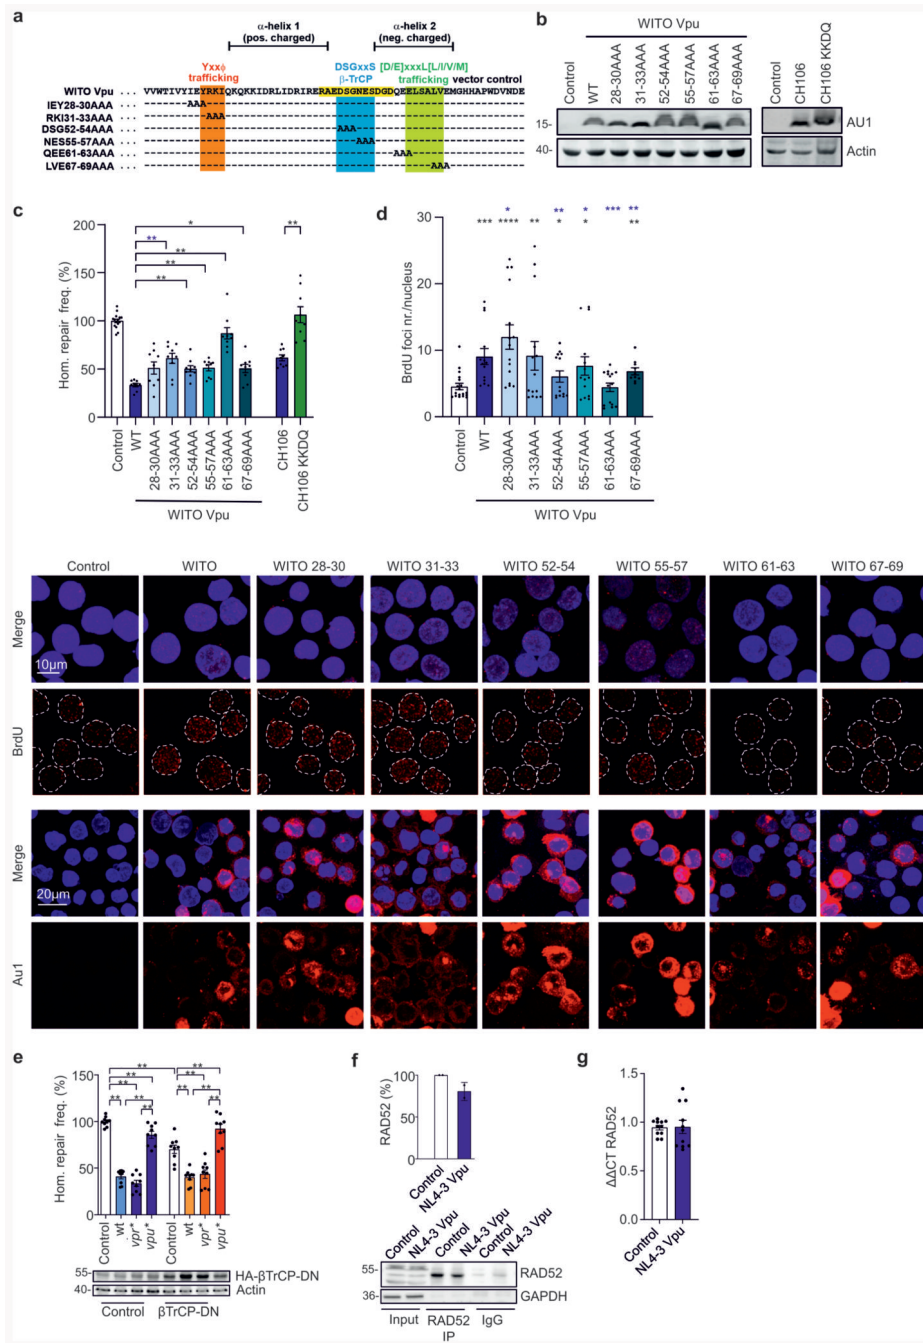 a
α-helix 1
(pos. charged)
α-helix 2
(neg. charged)
Yxxϕ
trafficking
DSGxxS
β-TrCP
[D/E]xxxL[L/I/V/M]
trafficking
vector control
WITO Vpu ... VVWTIVYIEYRKIQKQKKIDRLIDRIRERAEDSGNESDGDQEELSALVEMGHHAPWDVNDE
IEY28-30AAA ... AAA
RKI31-33AAA ... AAA
DSG52-54AAA ... AAA
NES55-57AAA ... AAA
QEE61-63AAA ... AAA
LVE67-69AAA ... AAA
b
WITO Vpu
Control
WT
28-30AAA
31-33AAA
52-54AAA
55-57AAA
61-63AAA
67-69AAA
Control
CH106
CH106 KKDQ
15-
AU1
40-
Actin
c
Hom. repair freq. (%)
200
150
100
50
0
*
**
**
**
**
**
Control
WT
28-30AAA
31-33AAA
52-54AAA
55-57AAA
61-63AAA
67-69AAA
CH106
CH106 KKDQ
WITO Vpu
d
BrdU foci nr./nucleus
30
20
10
0
* ** * *** **
*** **** ** * * **
Control
WT
28-30AAA
31-33AAA
52-54AAA
55-57AAA
61-63AAA
67-69AAA
WITO Vpu
Control WITO WITO 28-30 WITO 31-33 WITO 52-54 WITO 55-57 WITO 61-63 WITO 67-69
Merge
10µm
BrdU
Merge
20µm
Au1
e
Hom. repair freq. (%)
150
100
50
0
**
**
**
** **
**
**
**
** **
**
Control
wt
vpr*
vpu*
Control
wt
vpr*
vpu*
55-
HA-βTrCP-DN
40-
Actin
Control βTrCP-DN
f
RAD52 (%)
100
50
0
Control
NL4-3 Vpu
Control
NL4-3 Vpu
Control
NL4-3 Vpu
Control
NL4-3 Vpu
55-
RAD52
36-
GAPDH
Input RAD52 IgG
IP
g
ΔΔCT RAD52
1.5
1.0
0.5
0.0
Control
NL4-3 Vpu